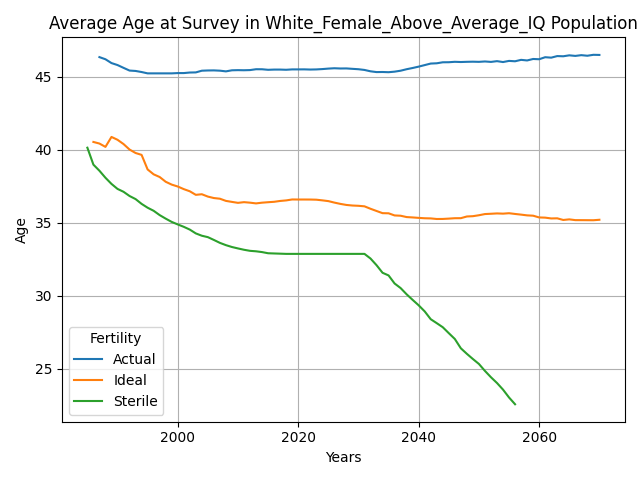 Average Age at Survey in White_Female_Above_Average_IQ Population
45
40
35
30
25
Age
Fertility
Actual
Ideal
Sterile
2000 2020 2040 2060
Years